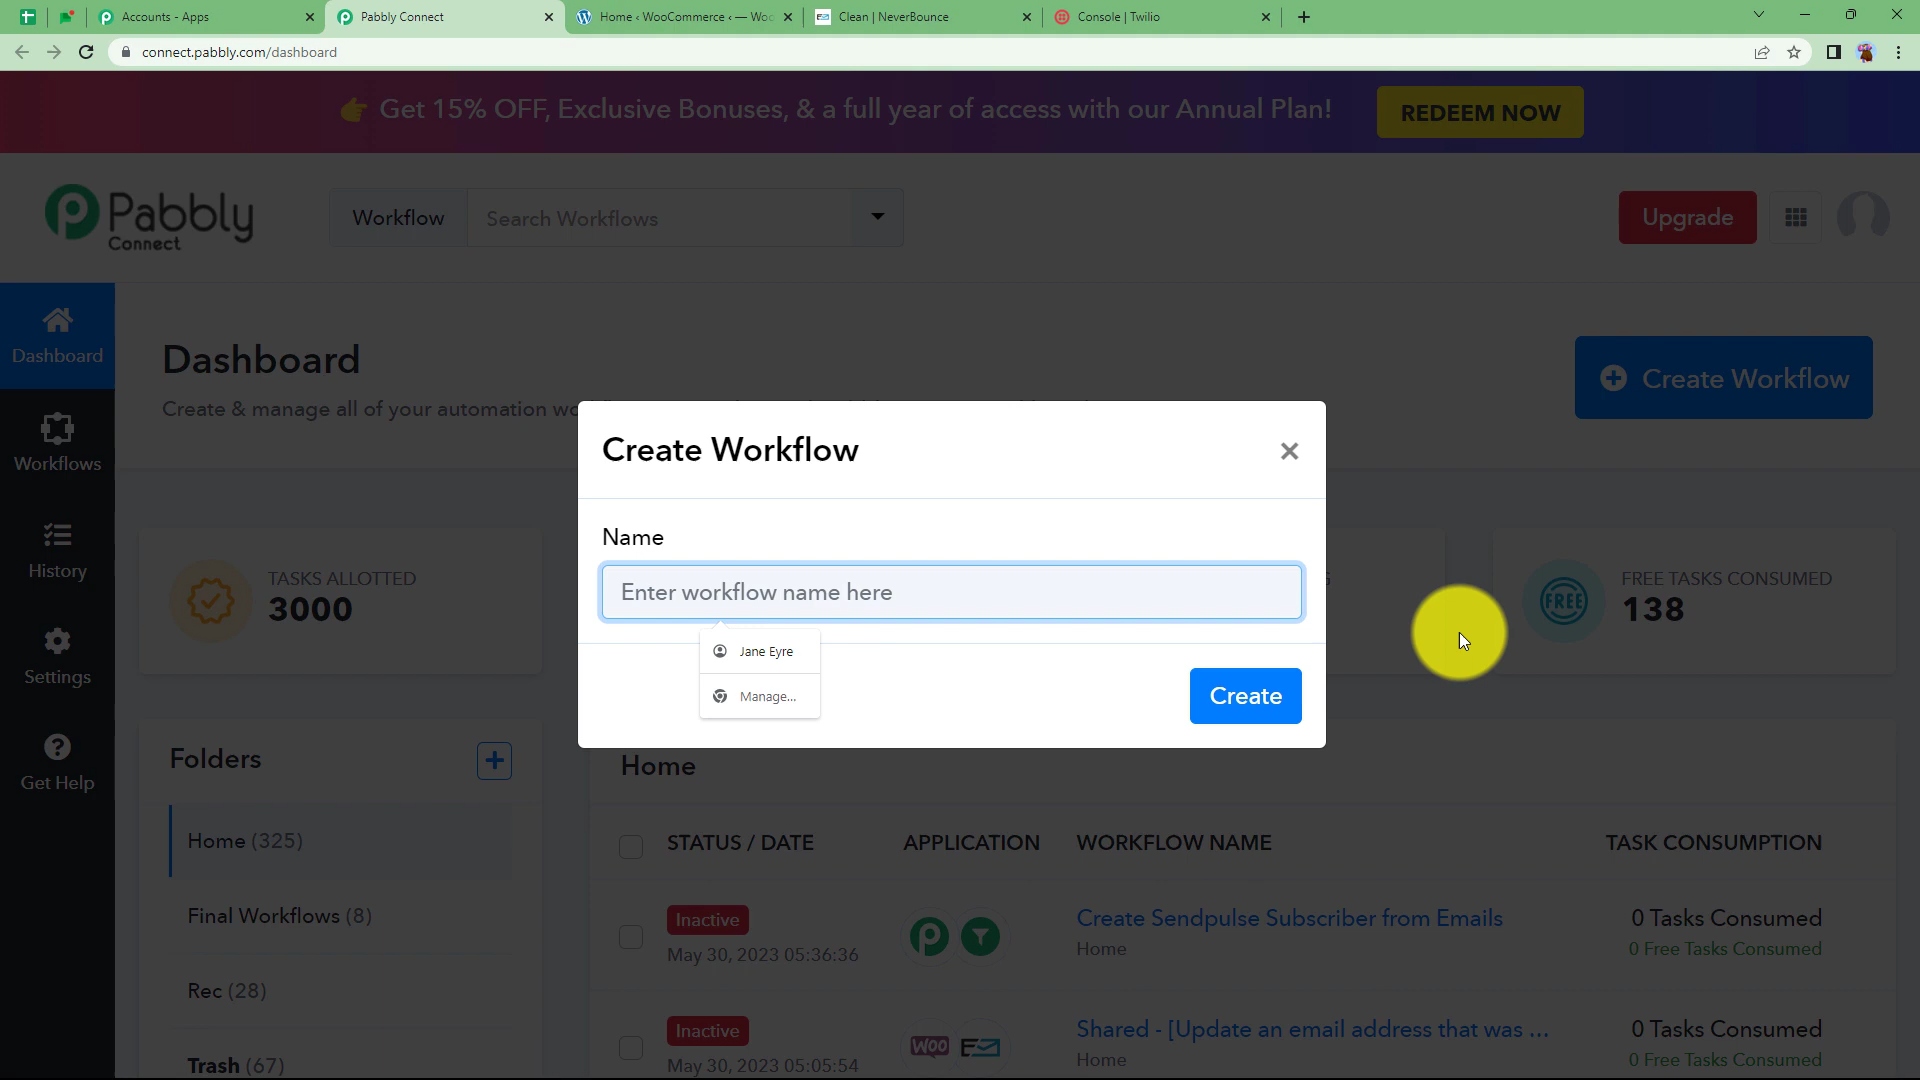 Accounts - Apps
Pabbly Connect
Home ‹ WooCommerce ‹ — Woo
Clean | NeverBounce
Console | Twilio
connect.pabbly.com/dashboard
Get 15% OFF, Exclusive Bonuses, & a full year of access with our Annual Plan!
REDEEM NOW
Pabbly
Connect
Workflow
Search Workflows
Upgrade
Dashboard
Workflows
History
Settings
Get Help
Dashboard
Create & manage all of your automation wo
Create Workflow
Create Workflow
Name
Enter workflow name here
Jane Eyre
Manage...
Create
TASKS ALLOTTED
3000
FREE
FREE TASKS CONSUMED
138
Folders
Home (325)
Final Workflows (8)
Rec (28)
Trash (67)
Home
STATUS / DATE
APPLICATION
WORKFLOW NAME
TASK CONSUMPTION
Inactive
May 30, 2023 05:36:36
Create Sendpulse Subscriber from Emails
Home
0 Tasks Consumed
0 Free Tasks Consumed
Inactive
May 30, 2023 05:05:54
Woo
Shared - [Update an email address that was ...
Home
0 Tasks Consumed
0 Free Tasks Consumed